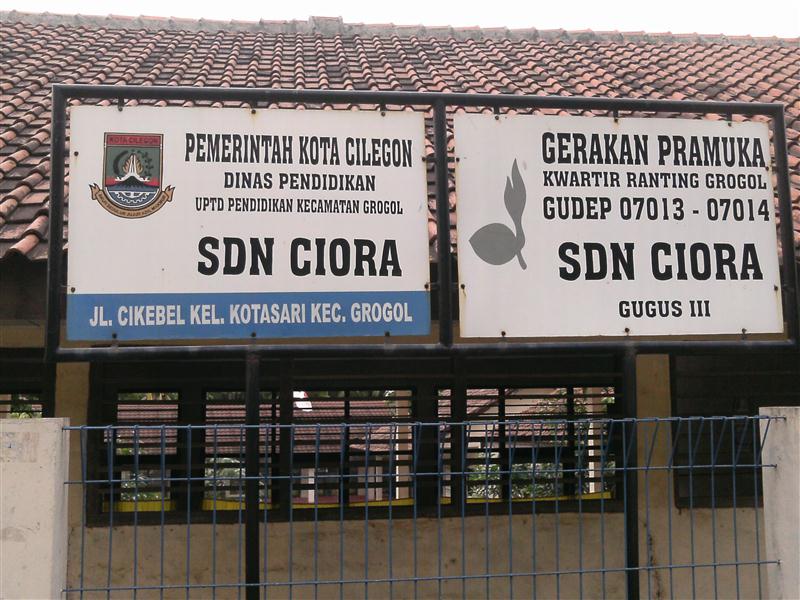 KOTA CILEGON
PEMERINTAH KOTA CILEGON
DINAS PENDIDIKAN
UPTD PENDIDIKAN KECAMATAN GROGOL
SDN CIORA
JL. CIKEBEL KEL. KOTASARI KEC. GROGOL
GERAKAN PRAMUKA
KWARTIR RANTING GROGOL
GUDEP 07013 - 07014
SDN CIORA
GUGUS III